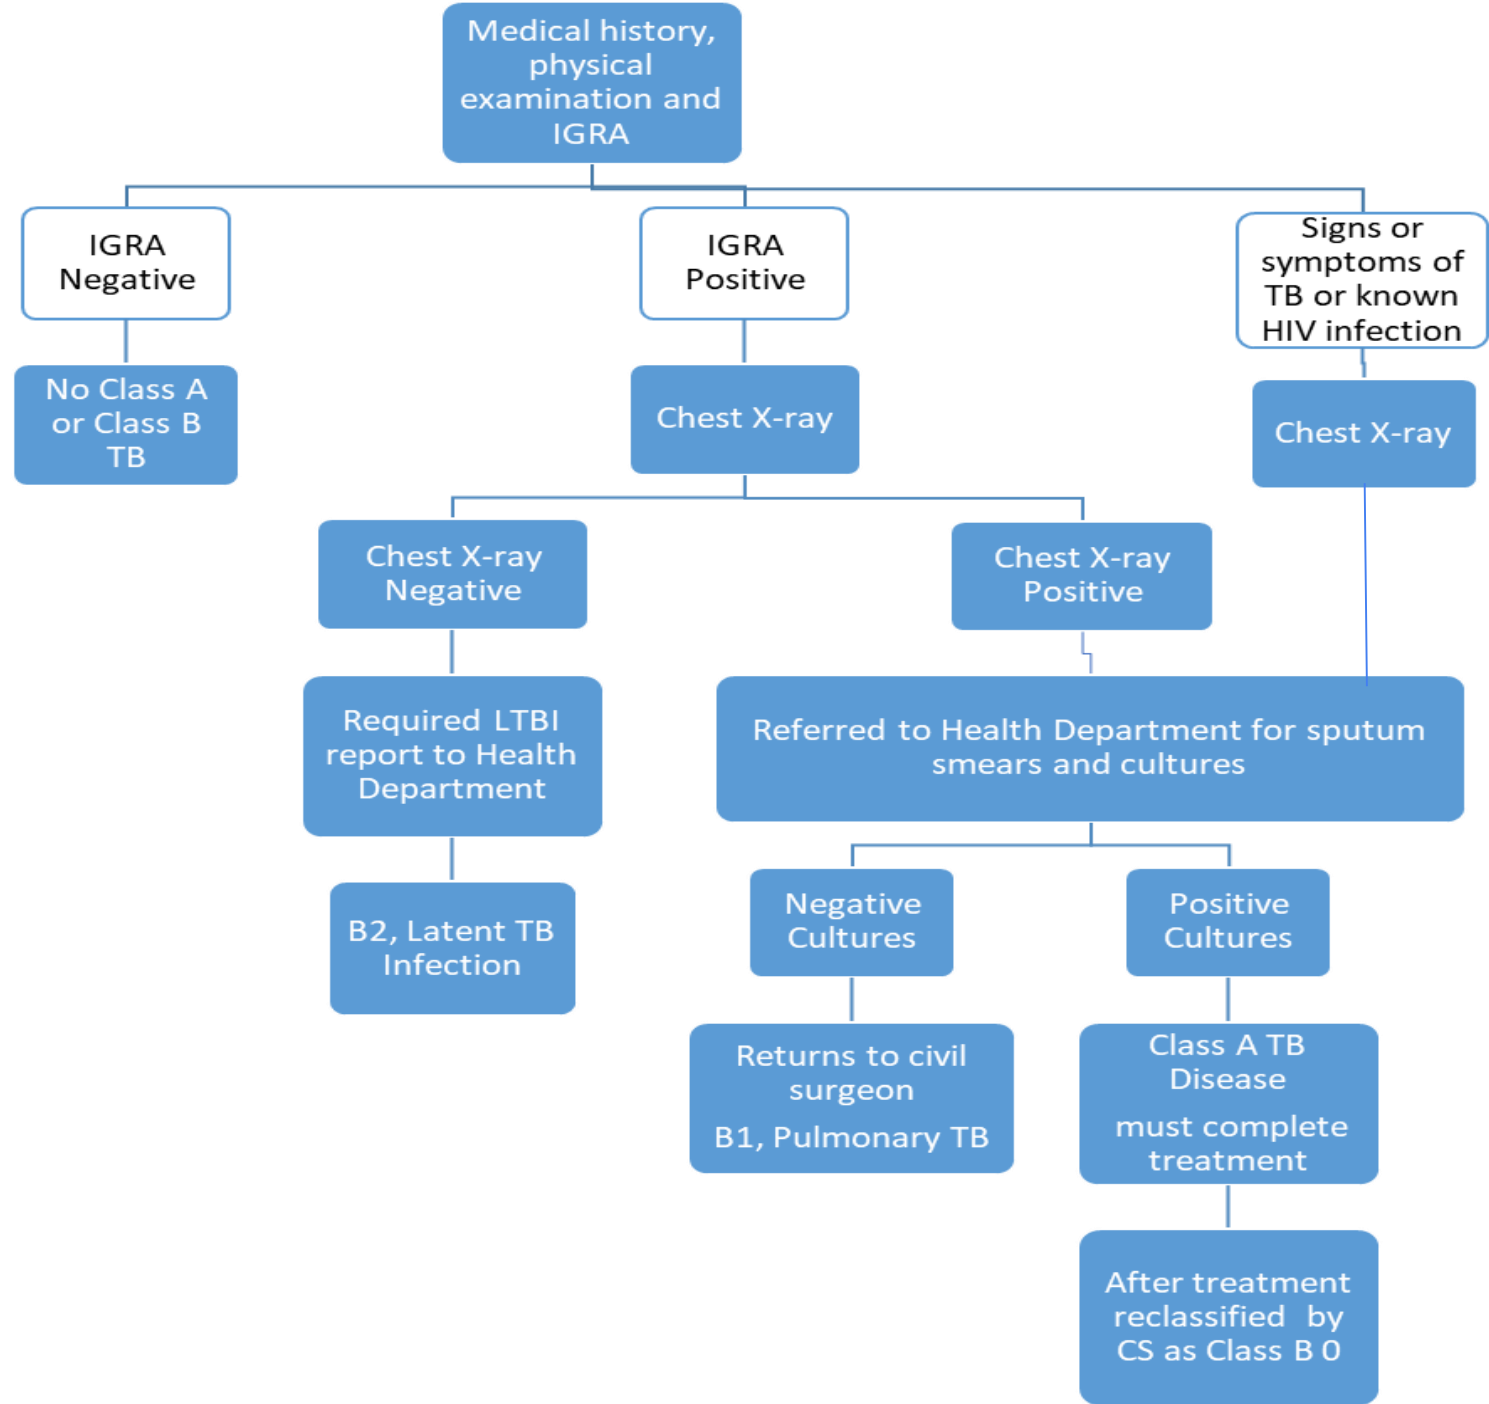 Medical history,
physical
examination and
IGRA
IGRA
Negative
IGRA
Positive
Signs or
symptoms of
TB or known
HIV infection
No Class A
or Class B
TB
Chest X-ray
Chest X-ray
Chest X-ray
Negative
Chest X-ray
Positive
Required LTBI
report to Health
Department
Referred to Health Department for sputum
smears and cultures
B2, Latent TB
Infection
Negative
Cultures
Positive
Cultures
Returns to civil
surgeon
B1, Pulmonary TB
Class A TB
Disease
must complete
treatment
After treatment
reclassified by
CS as Class B 0